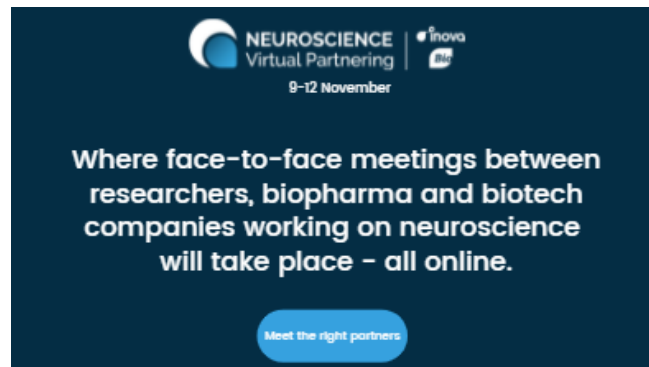 NEUROSCIENCE
Virtual Partnering
inova
Bio
9-12 November
Where face-to-face meetings between
researchers, biopharma and biotech
companies working on neuroscience
will take place - all online.
Meet the right partners